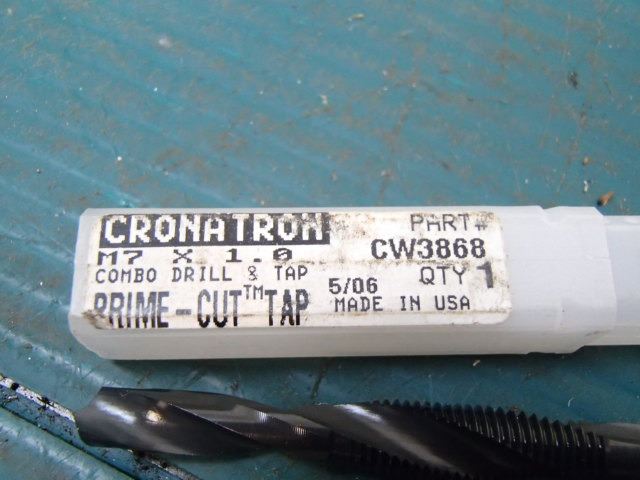 CRONATRON PART#
M7 X 1.0 CW3868
COMBO DRILL & TAP QTY 1
PRIME-CUT™ TAP 5/06 MADE IN USA